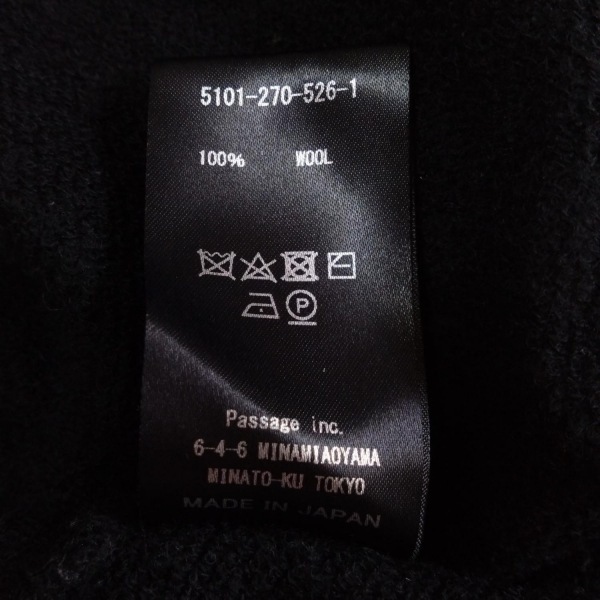 5101-270-526-1
100% WOOL
P
Passage inc.
6-4-6 MINAMIAOYAMA
MINATO-KU TOKYO
MADE IN JAPAN